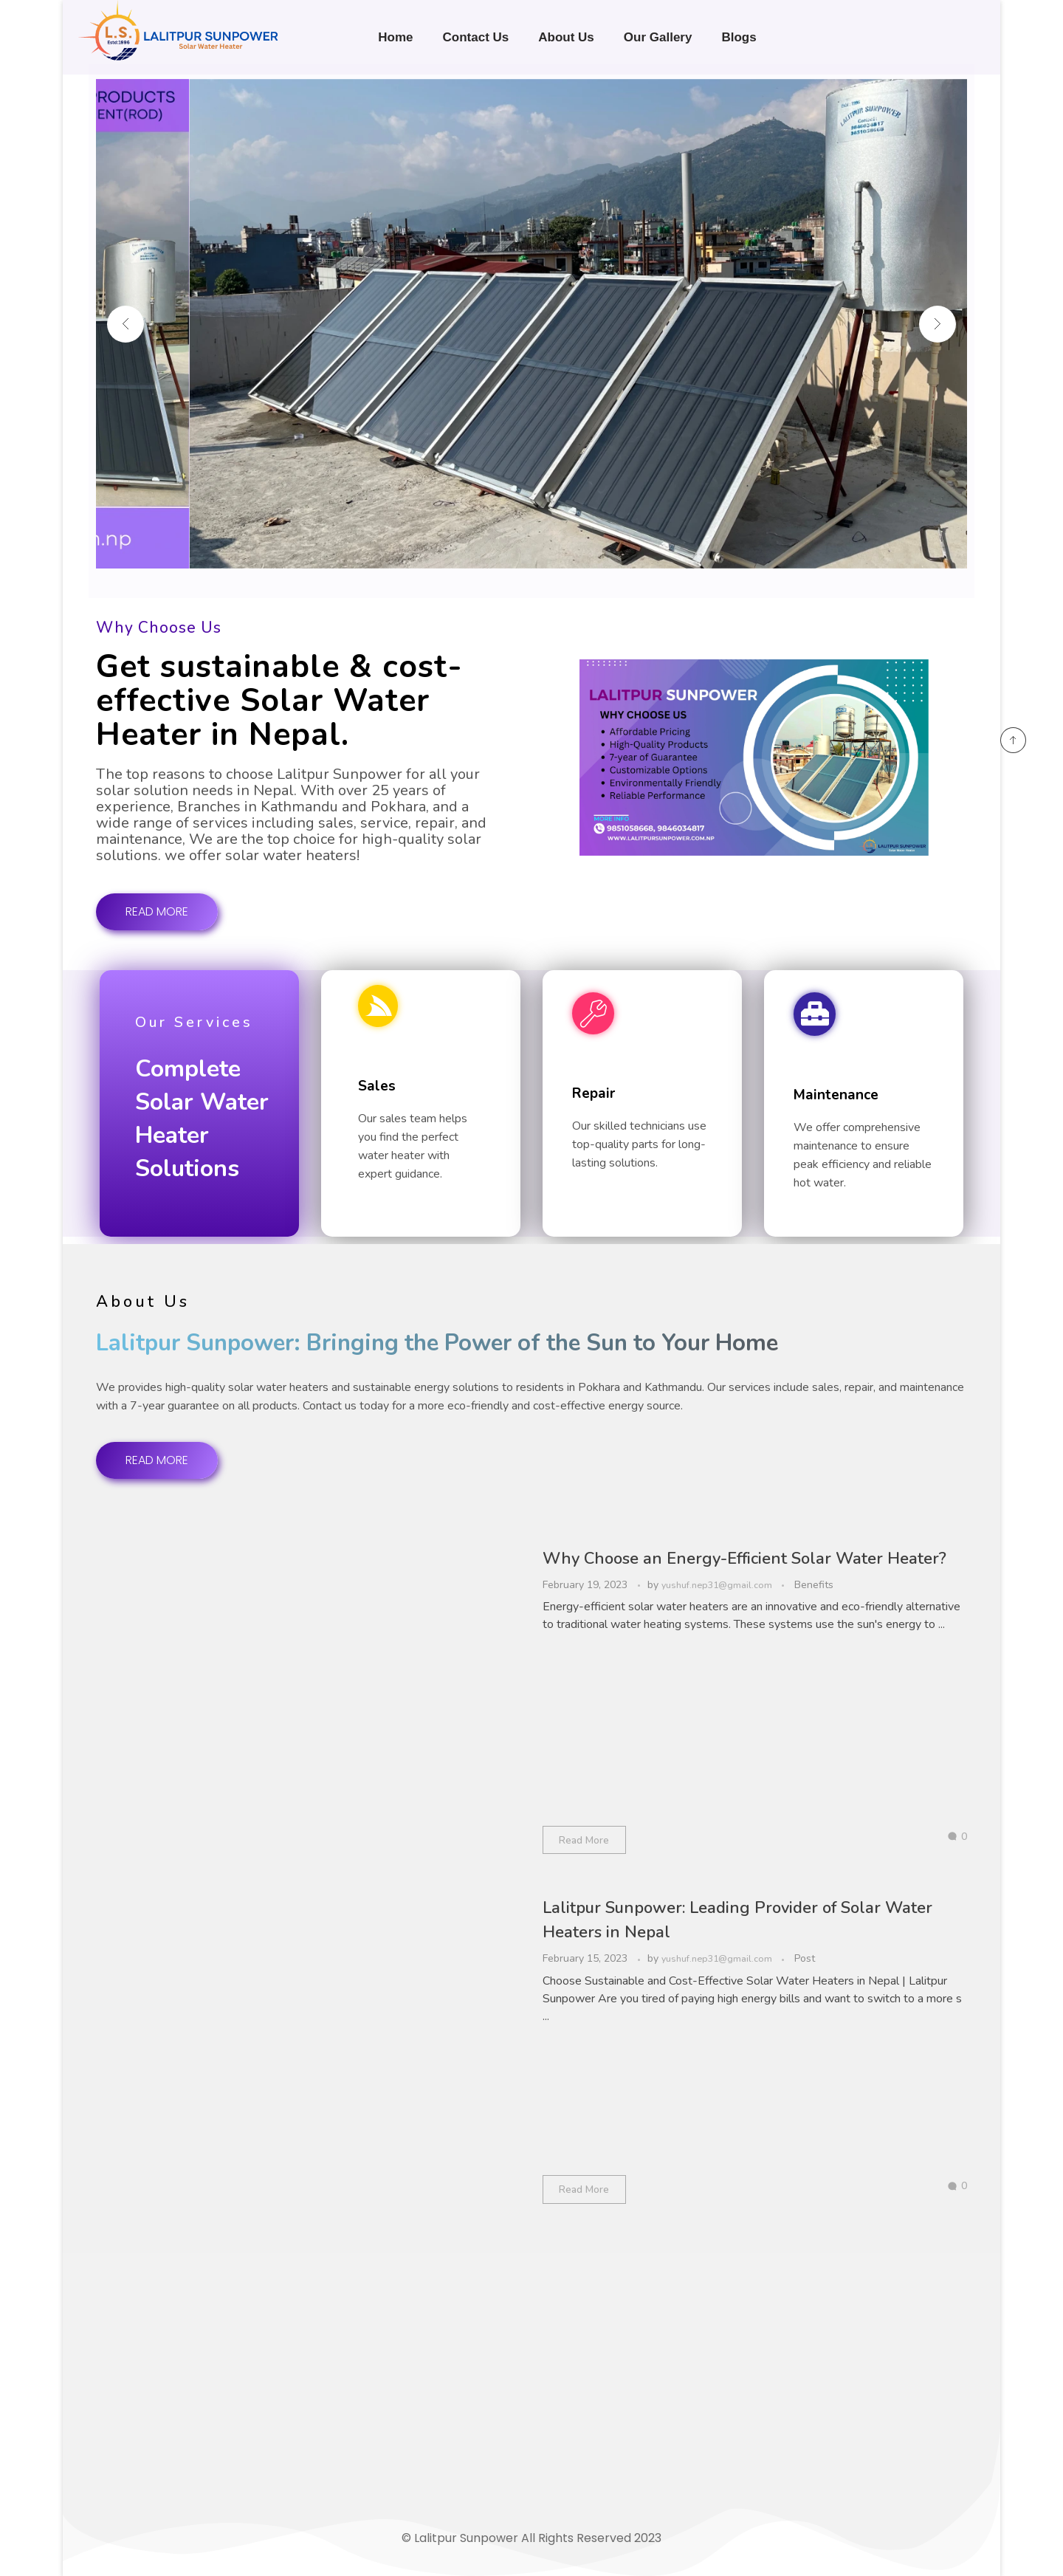 L.S.
Estd:1996
LALITPUR SUNPOWER
Solar Water Heater
Home
Contact Us
About Us
Our Gallery
Blogs
PRODUCTS
ENT(ROD)
LALITPUR SUNPOWER
9846034817
n.np
Why Choose Us
Get sustainable & cost-
effective Solar Water
Heater in Nepal.
The top reasons to choose Lalitpur Sunpower for all your
solar solution needs in Nepal. With over 25 years of
experience, Branches in Kathmandu and Pokhara, and a
wide range of services including sales, service, repair, and
maintenance, We are the top choice for high-quality solar
solutions. we offer solar water heaters!
READ MORE
LALITPUR SUNPOWER
WHY CHOOSE US
• Affordable Pricing
• High-Quality Products
• 7-year of Guarantee
• Customizable Options
• Environmentally Friendly
• Reliable Performance
MORE INFO
9851058668, 9846034817
WWW.LALITPURSUNPOWER.COM.NP
LALITPUR SUNPOWER
Our Services
Complete
Solar Water
Heater
Solutions
Sales
Our sales team helps
you find the perfect
water heater with
expert guidance.
Repair
Our skilled technicians use
top-quality parts for long-
lasting solutions.
Maintenance
We offer comprehensive
maintenance to ensure
peak efficiency and reliable
hot water.
About Us
Lalitpur Sunpower: Bringing the Power of the Sun to Your Home
We provides high-quality solar water heaters and sustainable energy solutions to residents in Pokhara and Kathmandu. Our services include sales, repair, and maintenance
with a 7-year guarantee on all products. Contact us today for a more eco-friendly and cost-effective energy source.
READ MORE
Why Choose an Energy-Efficient Solar Water Heater?
February 19, 2023 • by yushuf.nep31@gmail.com • Benefits
Energy-efficient solar water heaters are an innovative and eco-friendly alternative
to traditional water heating systems. These systems use the sun's energy to ...
Read More
0
Lalitpur Sunpower: Leading Provider of Solar Water
Heaters in Nepal
February 15, 2023 • by yushuf.nep31@gmail.com • Post
Choose Sustainable and Cost-Effective Solar Water Heaters in Nepal | Lalitpur
Sunpower Are you tired of paying high energy bills and want to switch to a more s
...
Read More
0
© Lalitpur Sunpower All Rights Reserved 2023